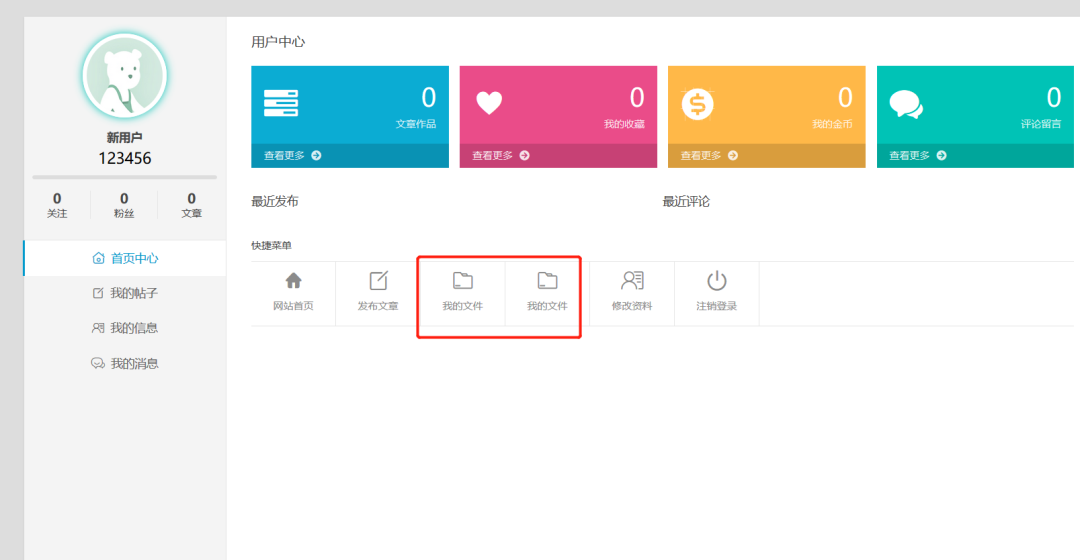 新用户
123456
0 0 0
关注 粉丝 文章
首页中心
我的帖子
我的信息
我的消息
用户中心
0
文章作品
查看更多
0
我的收藏
查看更多
0
我的金币
查看更多
0
评论留言
查看更多
最近发布 最近评论
快捷菜单
网站首页 发布文章 我的文件 我的文件 修改资料 注销登录